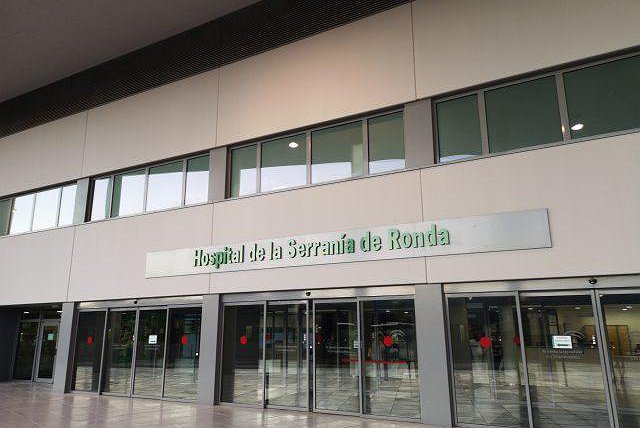 Hospital de la Serranía de Ronda